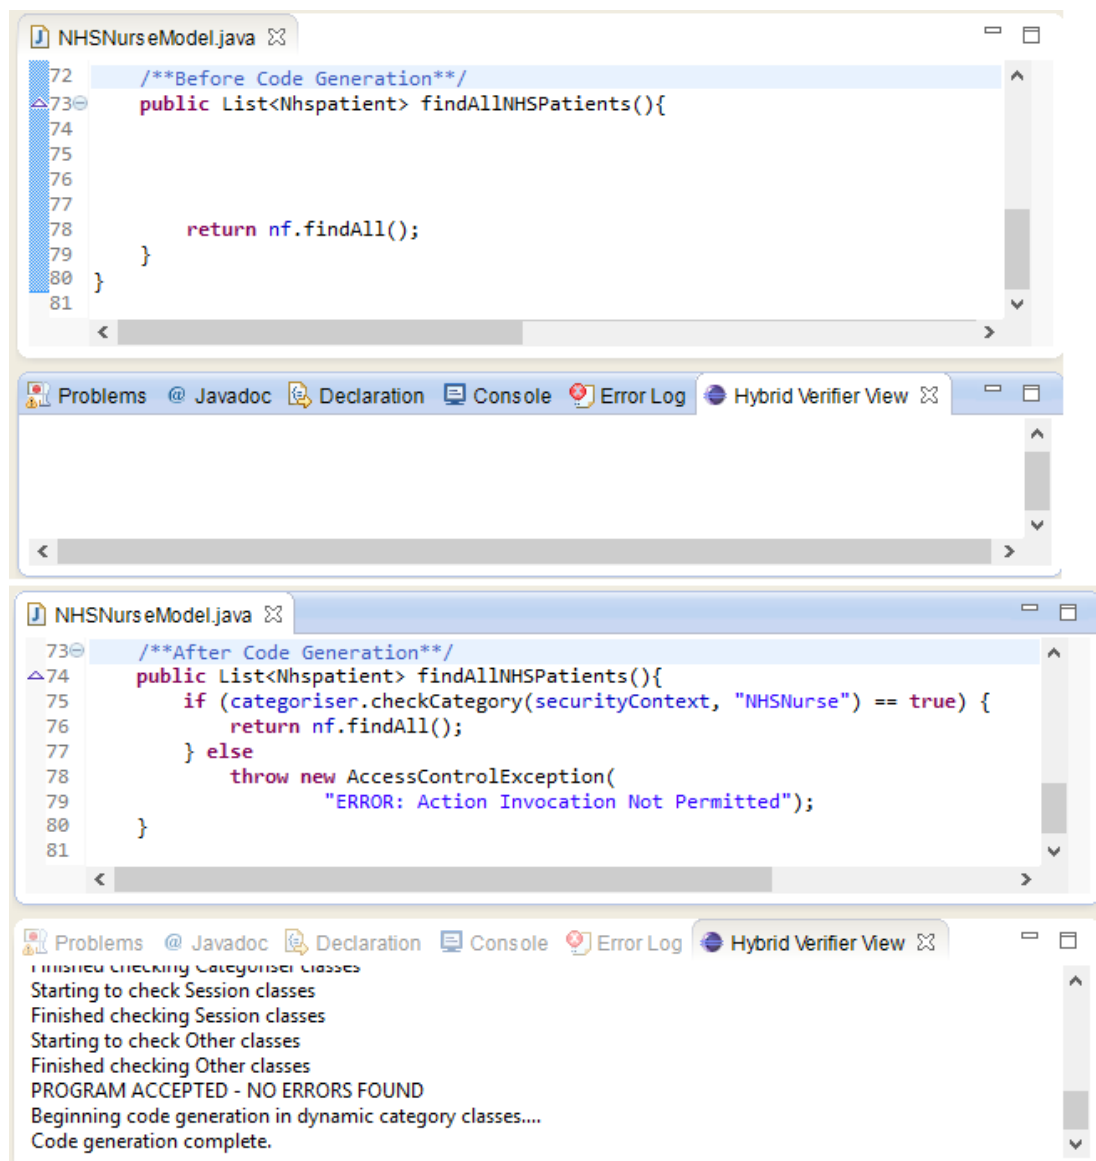 NHSNurseModel.java
72 /**Before Code Generation**/
73 public List<Nhspatient> findAllNHSPatients(){
74
75
76
77
78 return nf.findAll();
79 }
80 }
81
Problems @ Javadoc Declaration Console Error Log Hybrid Verifier View
NHSNurseModel.java
73 /**After Code Generation**/
74 public List<Nhspatient> findAllNHSPatients(){
75 if (categoriser.checkCategory(securityContext, "NHSNurse") == true) {
76 return nf.findAll();
77 } else
78 throw new AccessControlException(
79 "ERROR: Action Invocation Not Permitted");
80 }
81
Problems @ Javadoc Declaration Console Error Log Hybrid Verifier View
Finished checking Categoriser classes
Starting to check Session classes
Finished checking Session classes
Starting to check Other classes
Finished checking Other classes
PROGRAM ACCEPTED - NO ERRORS FOUND
Beginning code generation in dynamic category classes....
Code generation complete.